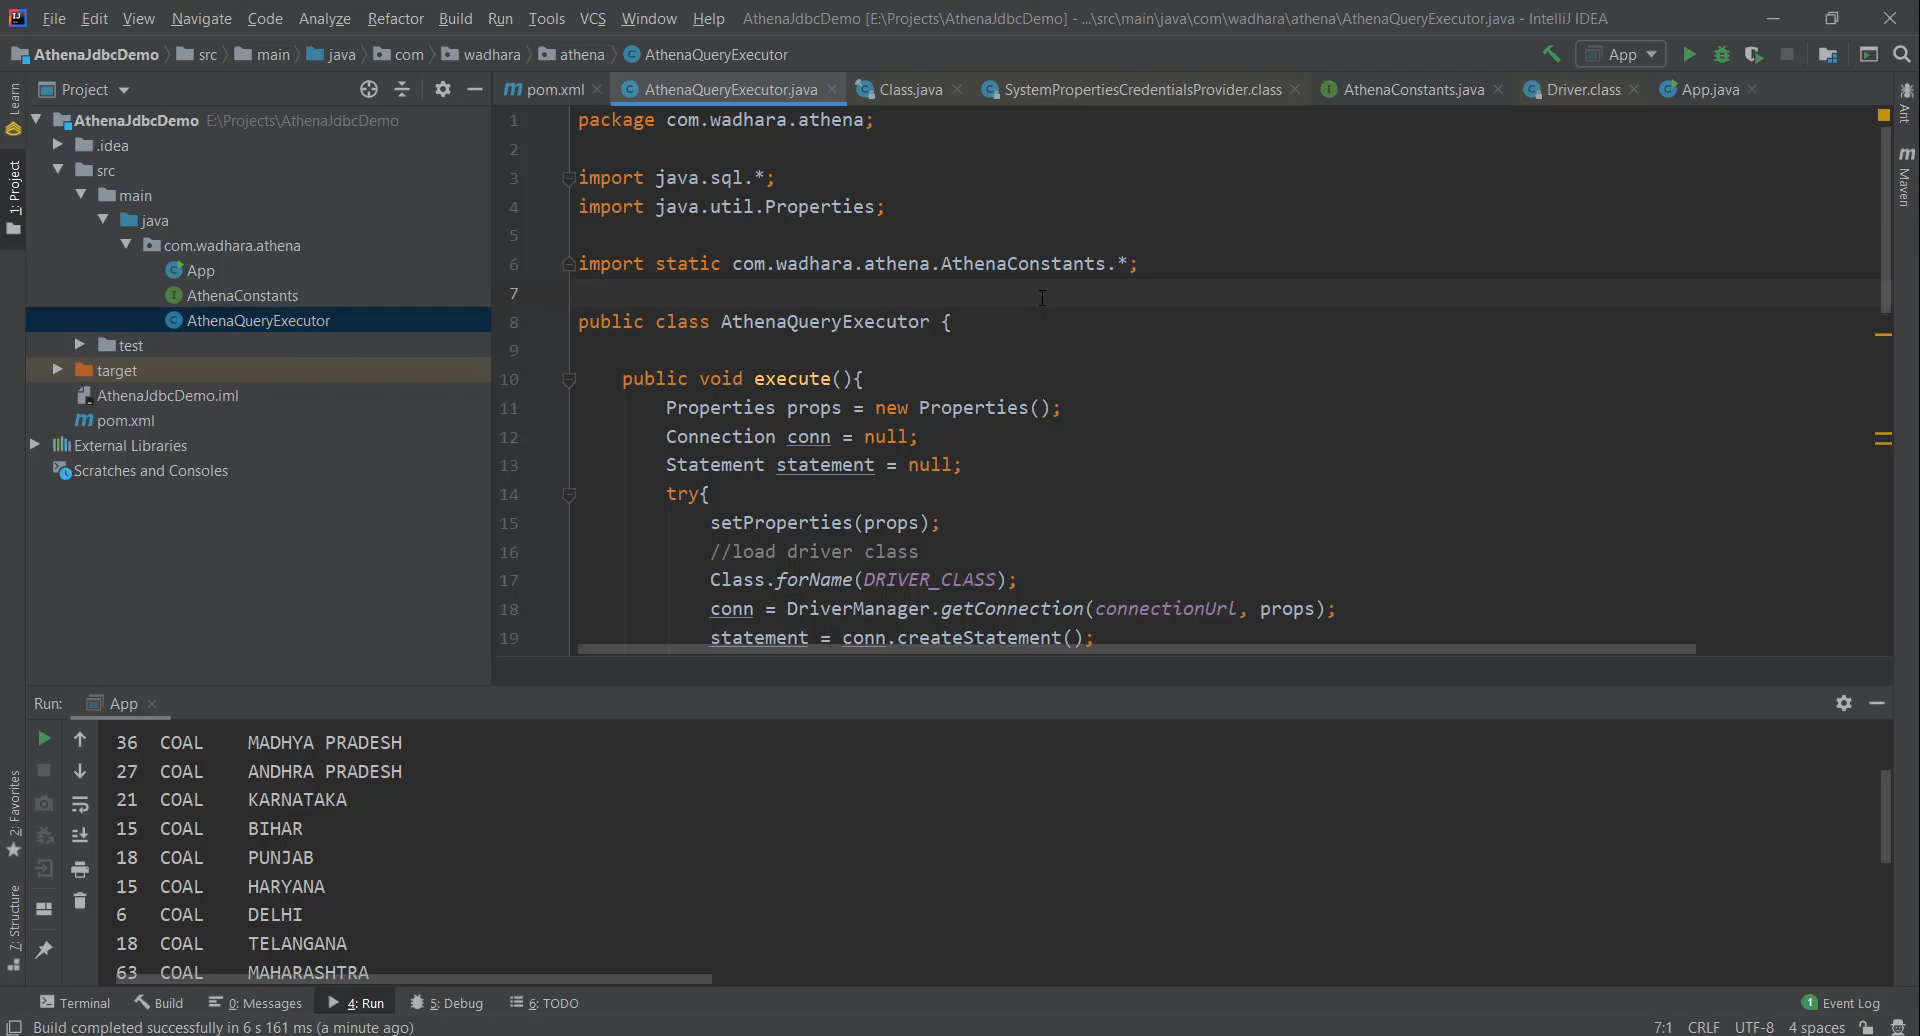 File Edit View Navigate Code Analyze Refactor Build Run Tools VCS Window Help AthenaJdbcDemo [E:\Projects\AthenaJdbcDemo] - ...\src\main\java\com\wadhara\athena\AthenaQueryExecutor.java - IntelliJ IDEA
AthenaJdbcDemo src main java com wadhara athena AthenaQueryExecutor App
Learn
1: Project
2: Favorites
7: Structure
Project
AthenaJdbcDemo E:\Projects\AthenaJdbcDemo
.idea
src
main
java
com.wadhara.athena
App
AthenaConstants
AthenaQueryExecutor
test
target
AthenaJdbcDemo.iml
pom.xml
External Libraries
Scratches and Consoles
pom.xml AthenaQueryExecutor.java Class.java SystemPropertiesCredentialsProvider.class AthenaConstants.java Driver.class App.java
1 package com.wadhara.athena;
2
3 import java.sql.*;
4 import java.util.Properties;
5
6 import static com.wadhara.athena.AthenaConstants.*;
7
8 public class AthenaQueryExecutor {
9
10 public void execute(){
11 Properties props = new Properties();
12 Connection conn = null;
13 Statement statement = null;
14 try{
15 setProperties(props);
16 //load driver class
17 Class.forName(DRIVER_CLASS);
18 conn = DriverManager.getConnection(connectionUrl, props);
19 statement = conn.createStatement();
Ant
Maven
Run: App
36 COAL MADHYA PRADESH
27 COAL ANDHRA PRADESH
21 COAL KARNATAKA
15 COAL BIHAR
18 COAL PUNJAB
15 COAL HARYANA
6 COAL DELHI
18 COAL TELANGANA
63 COAL MAHARASHTRA
Terminal Build 0: Messages 4: Run 5: Debug 6: TODO 1 Event Log
Build completed successfully in 6 s 161 ms (a minute ago) 7:1 CRLF UTF-8 4 spaces